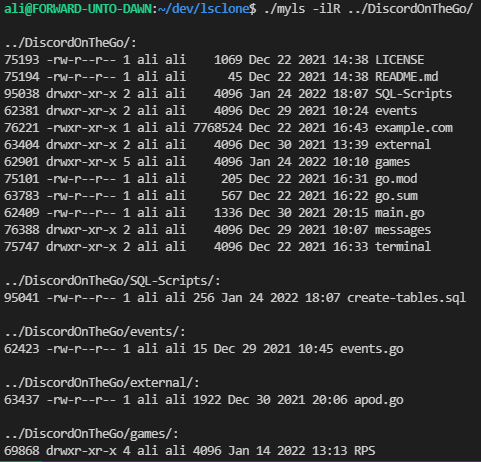 ali@FORWARD-UNTO-DAWN:~/dev/lsclone$ ./myls -ilR ../DiscordOnTheGo/
../DiscordOnTheGo/:
75193 -rw-r--r-- 1 ali ali    1069 Dec 22 2021 14:38 LICENSE
75194 -rw-r--r-- 1 ali ali      45 Dec 22 2021 14:38 README.md
95038 drwxr-xr-x 2 ali ali    4096 Jan 24 2022 18:07 SQL-Scripts
62381 drwxr-xr-x 2 ali ali    4096 Dec 29 2021 10:24 events
76221 -rwxr-xr-x 1 ali ali 7768524 Dec 22 2021 16:43 example.com
63404 drwxr-xr-x 2 ali ali    4096 Dec 30 2021 13:39 external
62901 drwxr-xr-x 5 ali ali    4096 Jan 24 2022 10:10 games
75101 -rw-r--r-- 1 ali ali     205 Dec 22 2021 16:31 go.mod
63783 -rw-r--r-- 1 ali ali     567 Dec 22 2021 16:22 go.sum
62409 -rw-r--r-- 1 ali ali    1336 Dec 30 2021 20:15 main.go
76388 drwxr-xr-x 2 ali ali    4096 Dec 29 2021 10:07 messages
75747 drwxr-xr-x 2 ali ali    4096 Dec 22 2021 16:33 terminal
../DiscordOnTheGo/SQL-Scripts/:
95041 -rw-r--r-- 1 ali ali 256 Jan 24 2022 18:07 create-tables.sql
../DiscordOnTheGo/events/:
62423 -rw-r--r-- 1 ali ali 15 Dec 29 2021 10:45 events.go
../DiscordOnTheGo/external/:
63437 -rw-r--r-- 1 ali ali 1922 Dec 30 2021 20:06 apod.go
../DiscordOnTheGo/games/:
69868 drwxr-xr-x 4 ali ali 4096 Jan 14 2022 13:13 RPS